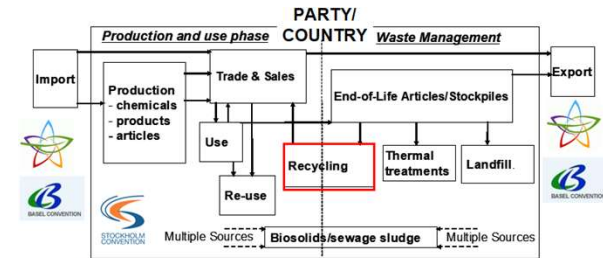 PARTY/
COUNTRY
Production and use phase
Waste Management
Import
Production
- chemicals
- products
- articles
Trade & Sales
Export
End-of-Life Articles/Stockpiles
Use
Recycling
Thermal
treatments
Landfill.
Re-use
BASEL CONVENTION
STOCKHOLM
CONVENTION
BASEL CONVENTION
Multiple Sources
Biosolids/sewage sludge
Multiple Sources